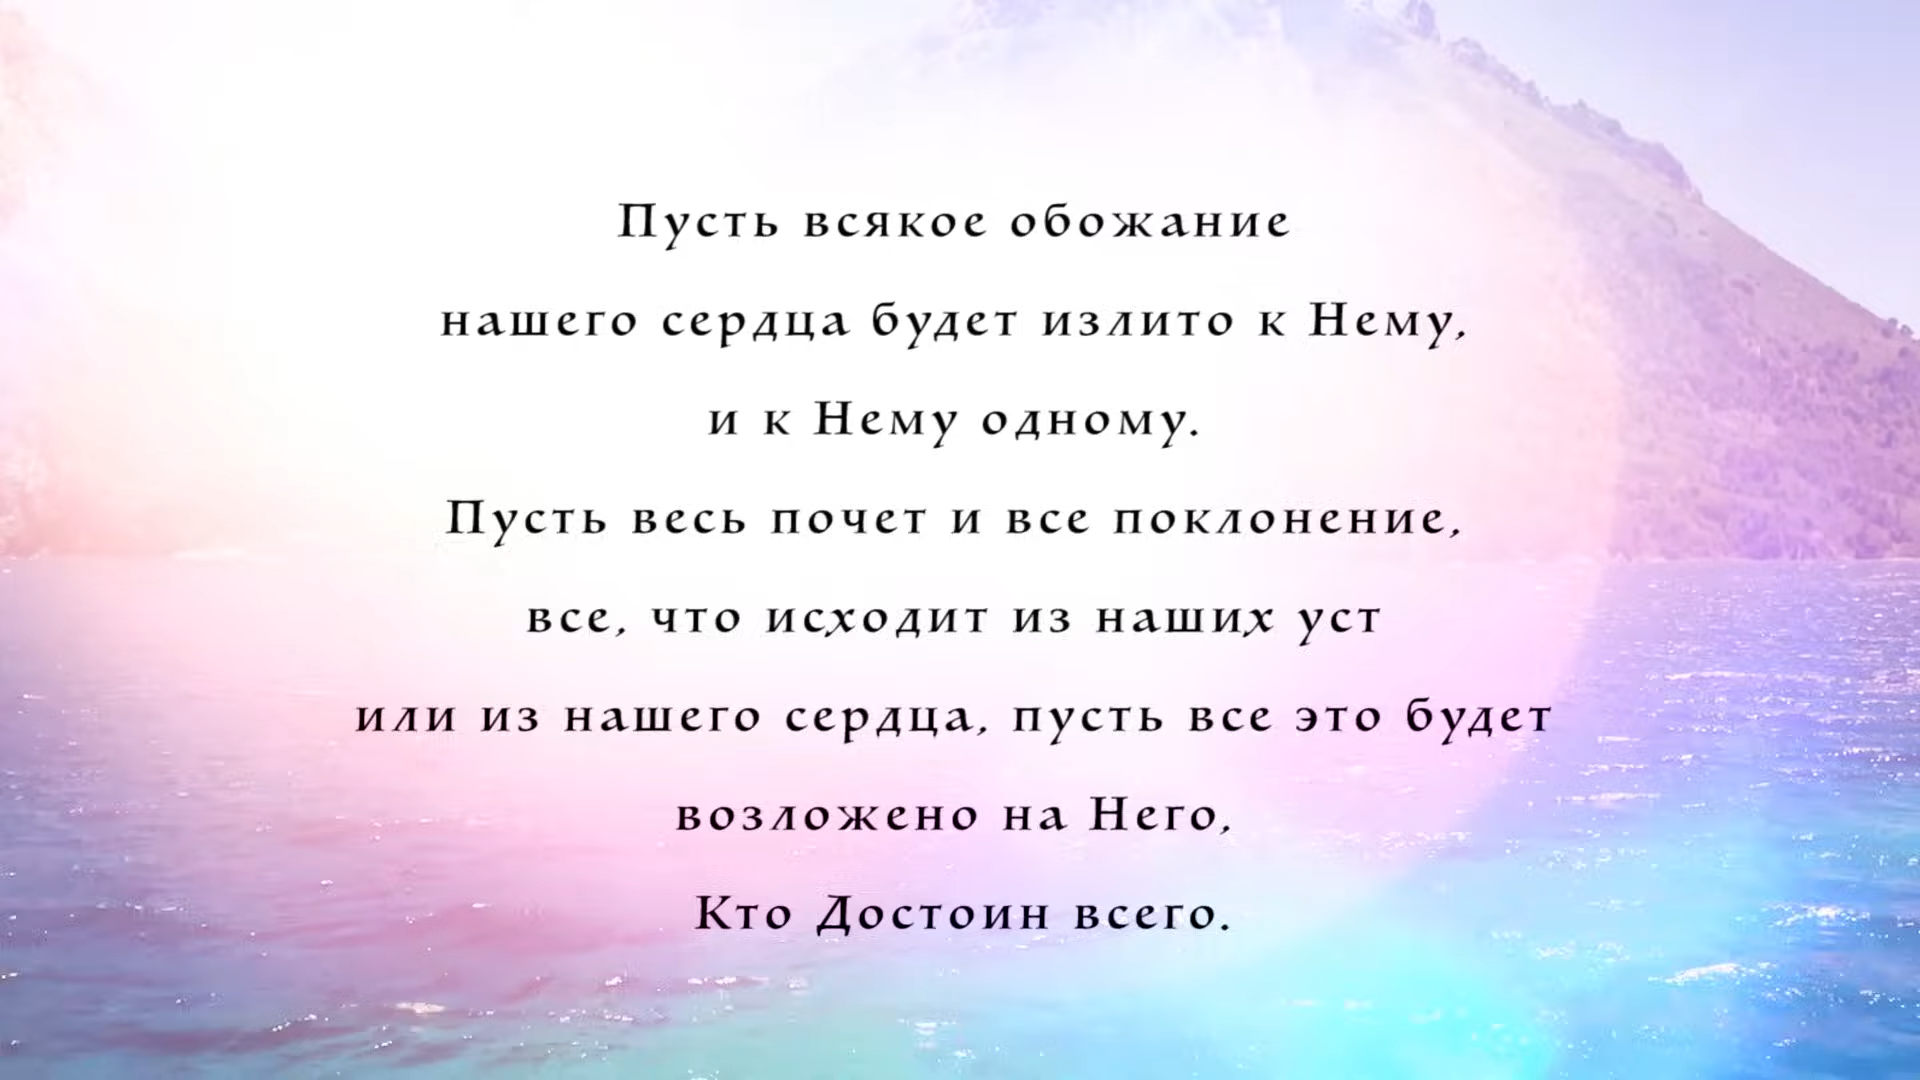 Пусть всякое обожание
нашего сердца будет излито к Нему,
и к Нему одному.
Пусть весь почет и все поклонение,
все, что исходит из наших уст
или из нашего сердца, пусть все это будет
возложено на Него,
Кто Достоин всего.